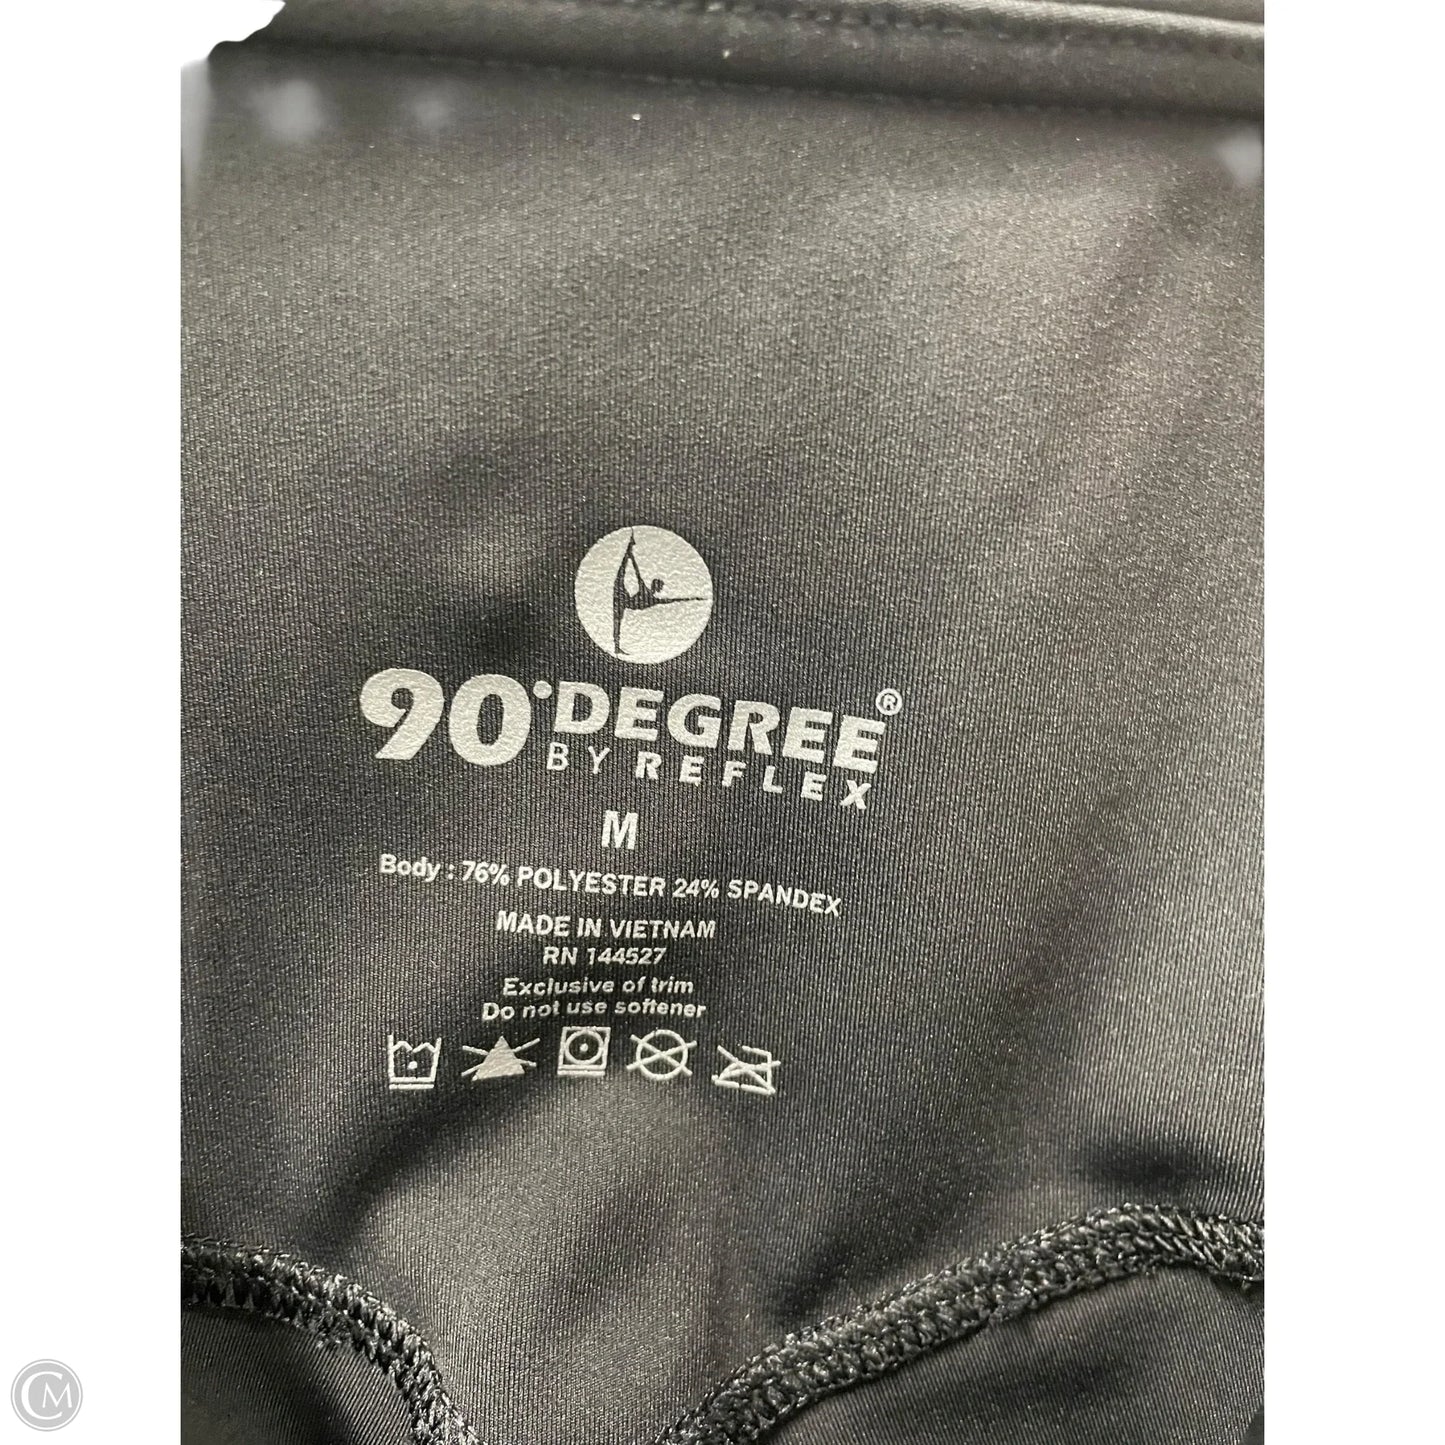 90° DEGREE®
BY REFLEX
M
Body : 76% POLYESTER 24% SPANDEX
MADE IN VIETNAM
RN 144527
Exclusive of trim
Do not use softener
CM